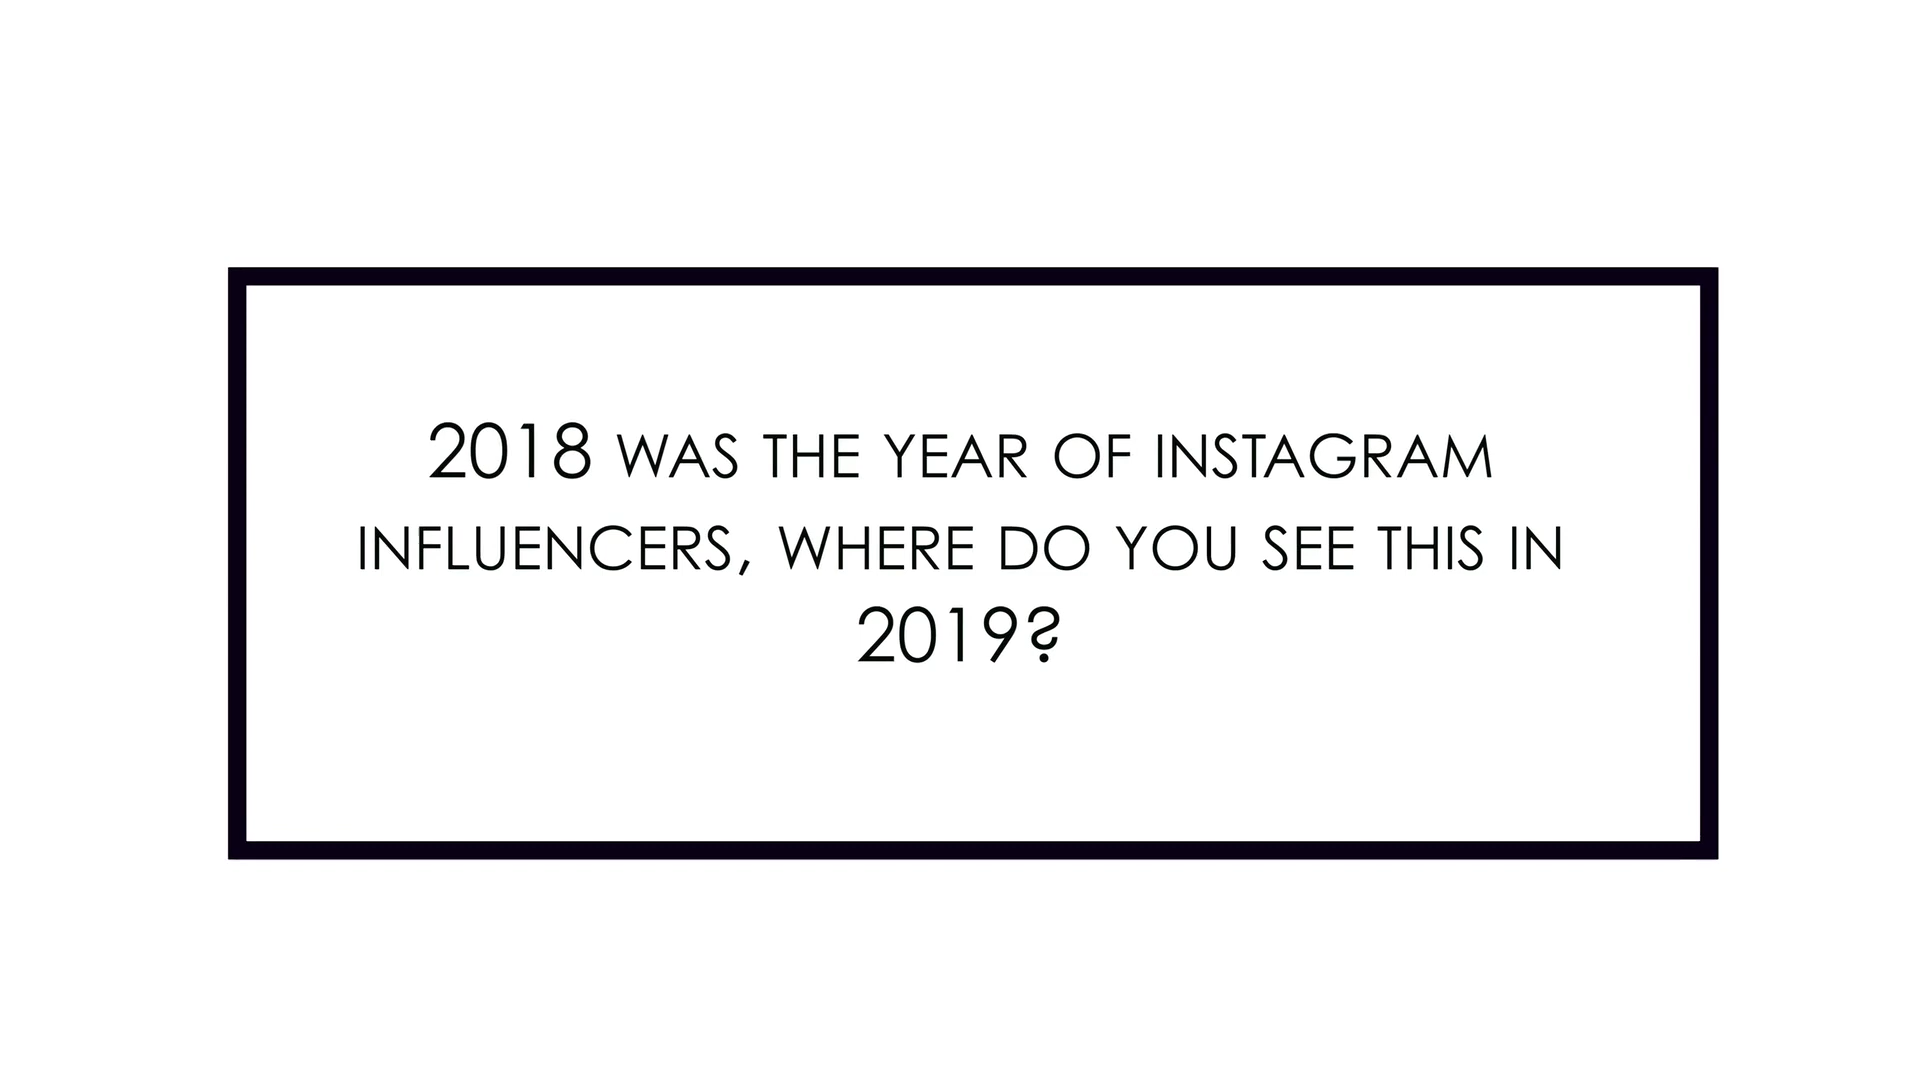 2018 WAS THE YEAR OF INSTAGRAM
INFLUENCERS, WHERE DO YOU SEE THIS IN
2019?